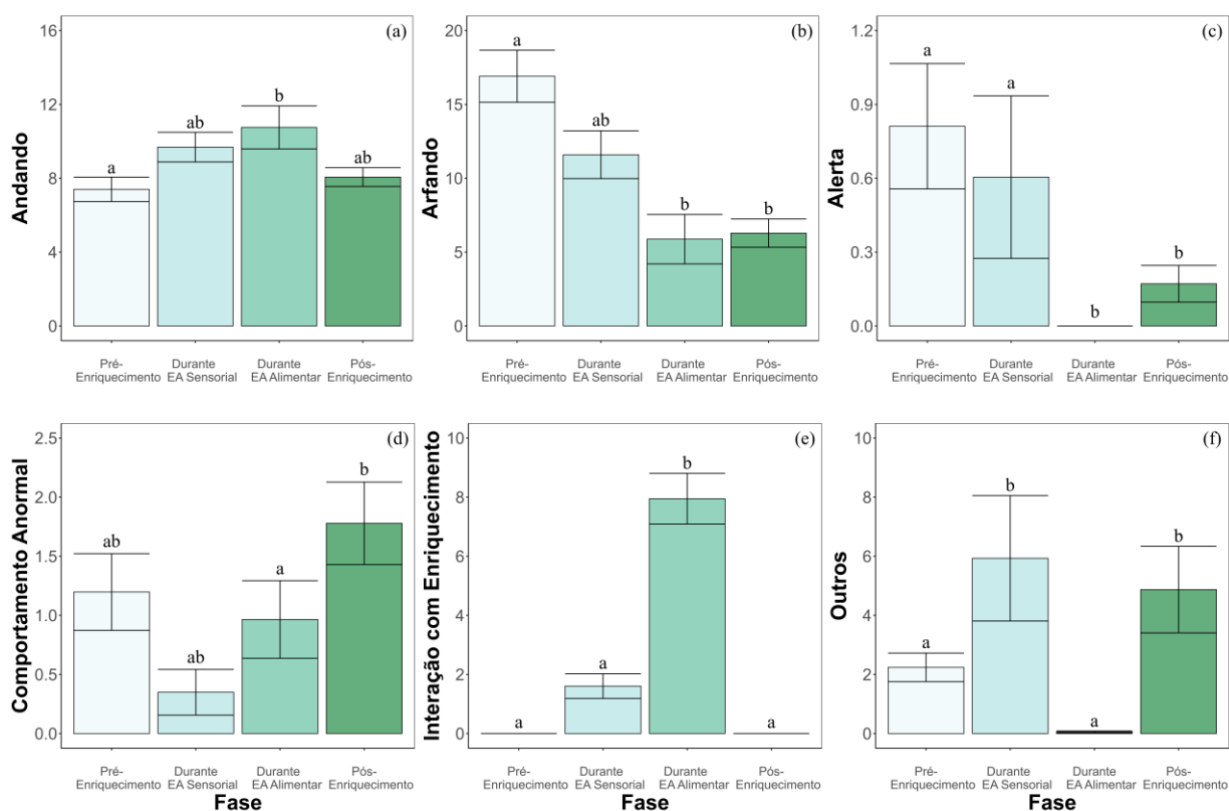 (a)
Andando
16
12
8
4
0
a
ab
b
ab
Pré-
Enriquecimento
Durante
EA Sensorial
Durante
EA Alimentar
Pós-
Enriquecimento
(b)
Arfando
20
15
10
5
0
a
ab
b
b
Pré-
Enriquecimento
Durante
EA Sensorial
Durante
EA Alimentar
Pós-
Enriquecimento
(c)
Alerta
1.2
0.9
0.6
0.3
0.0
a
a
b
b
Pré-
Enriquecimento
Durante
EA Sensorial
Durante
EA Alimentar
Pós-
Enriquecimento
(d)
Comportamento Anormal
2.5
2.0
1.5
1.0
0.5
0.0
ab
ab
a
b
Pré-
Enriquecimento
Durante
EA Sensorial
Durante
EA Alimentar
Pós-
Enriquecimento
Fase
(e)
Interação com Enriquecimento
10
8
6
4
2
0
a
a
b
a
Pré-
Enriquecimento
Durante
EA Sensorial
Durante
EA Alimentar
Pós-
Enriquecimento
Fase
(f)
Outros
10
8
6
4
2
0
a
b
a
b
Pré-
Enriquecimento
Durante
EA Sensorial
Durante
EA Alimentar
Pós-
Enriquecimento
Fase